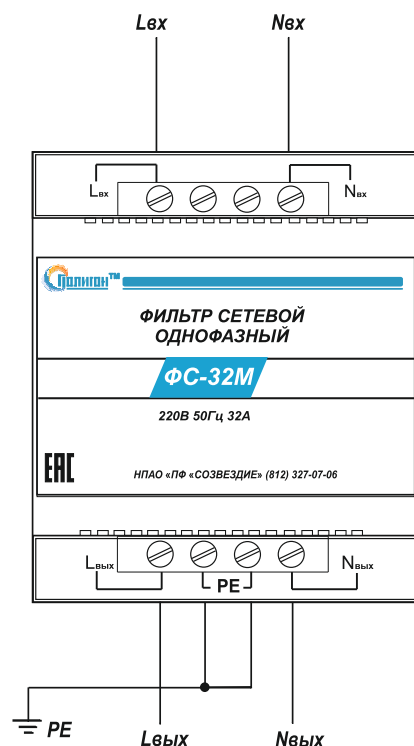 Lвх Nвх
Lвх Nвх
Полигон™
ФИЛЬТР СЕТЕВОЙ
ОДНОФАЗНЫЙ
ФС-32М
220В 50Гц 32А
ЕАС НПАО «ПФ «СОЗВЕЗДИЕ» (812) 327-07-06
Lвых PE Nвых
PE Lвых Nвых